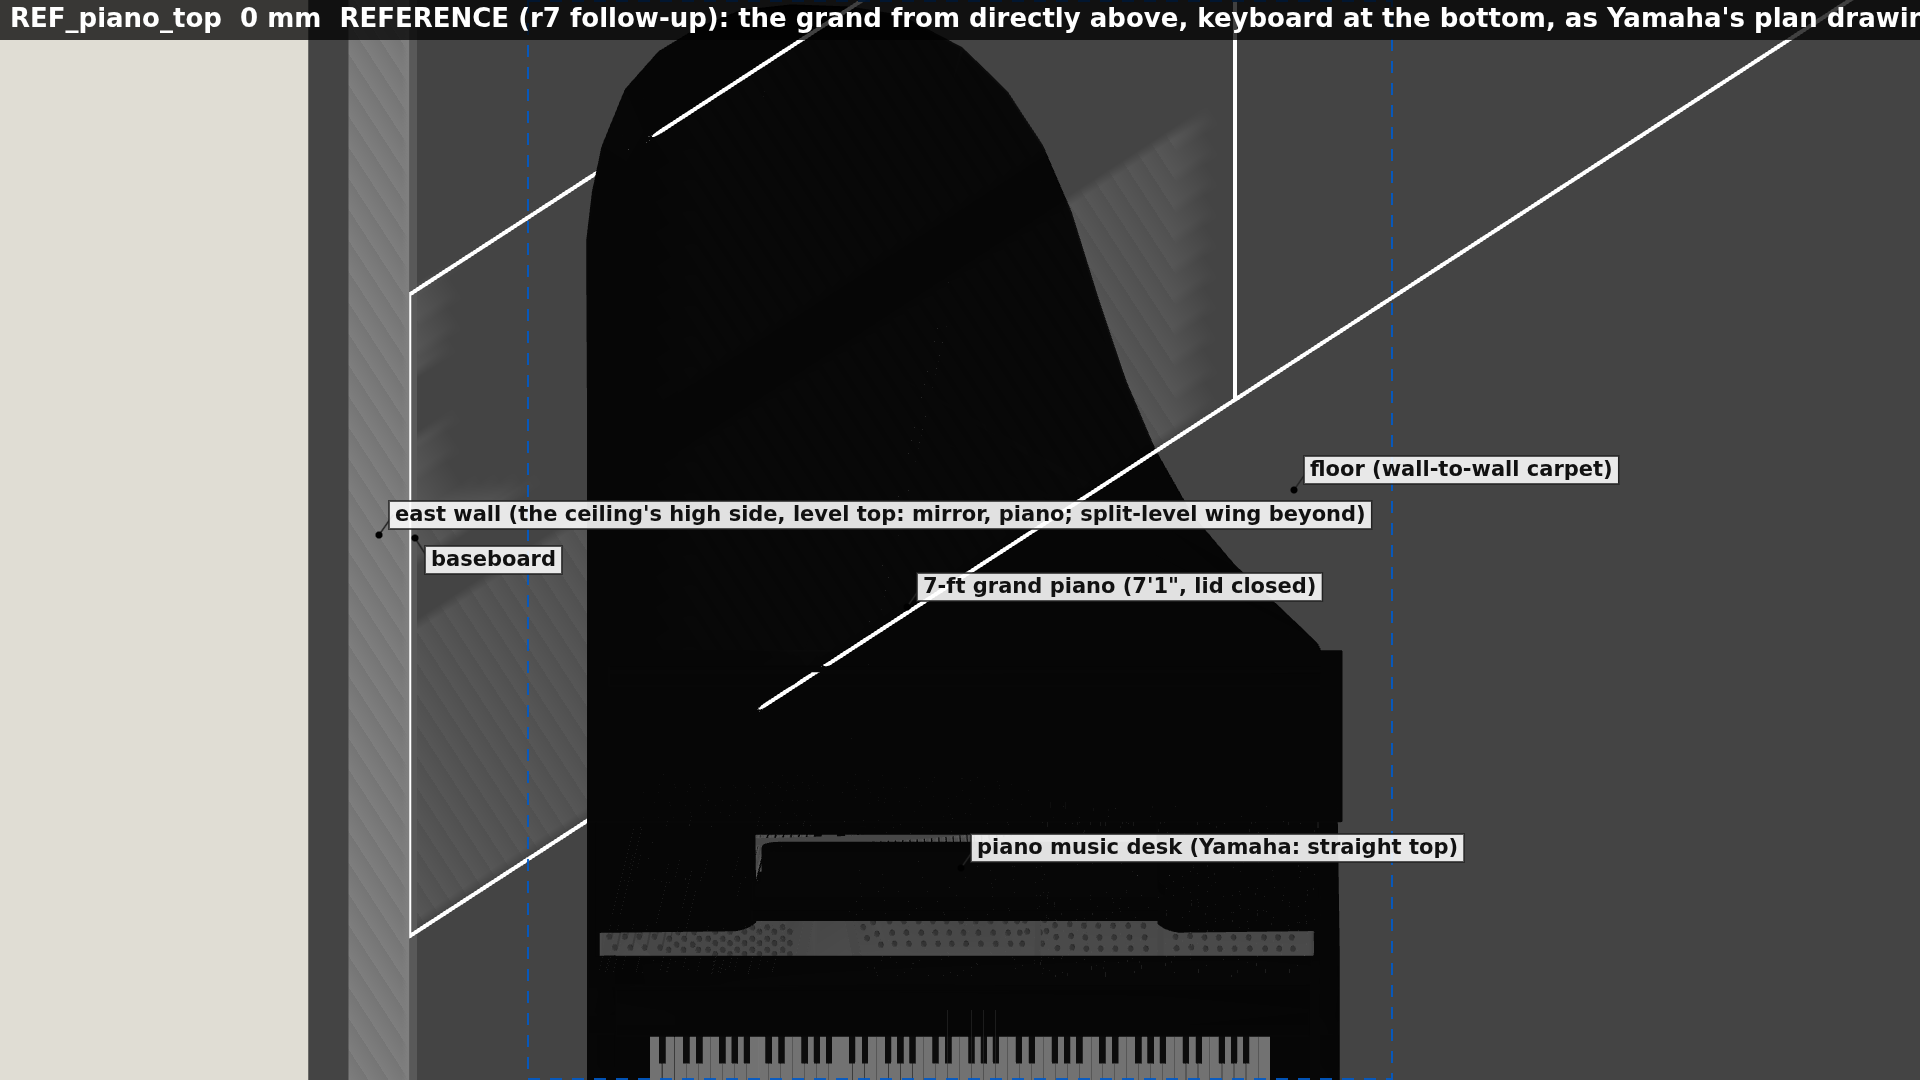 REF_piano_top  0 mm  REFERENCE (r7 follow-up): the grand from directly above, keyboard at the bottom, as Yamaha's plan drawin
floor (wall-to-wall carpet)
east wall (the ceiling's high side, level top: mirror, piano; split-level wing beyond)
baseboard
7-ft grand piano (7'1", lid closed)
piano music desk (Yamaha: straight top)